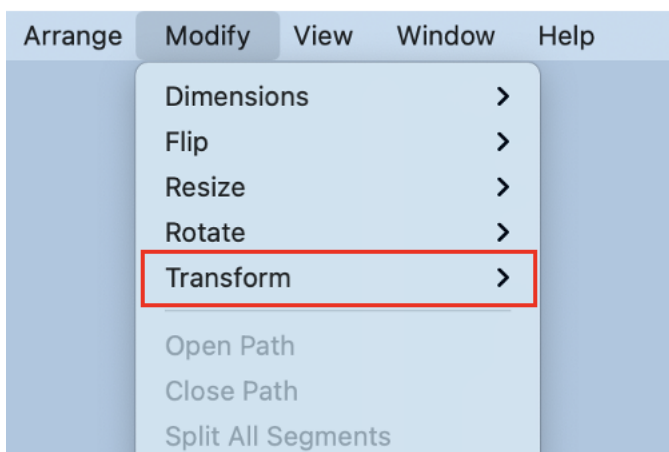 Arrange Modify View Window Help
Dimensions
Flip
Resize
Rotate
Transform
Open Path
Close Path
Split All Segments